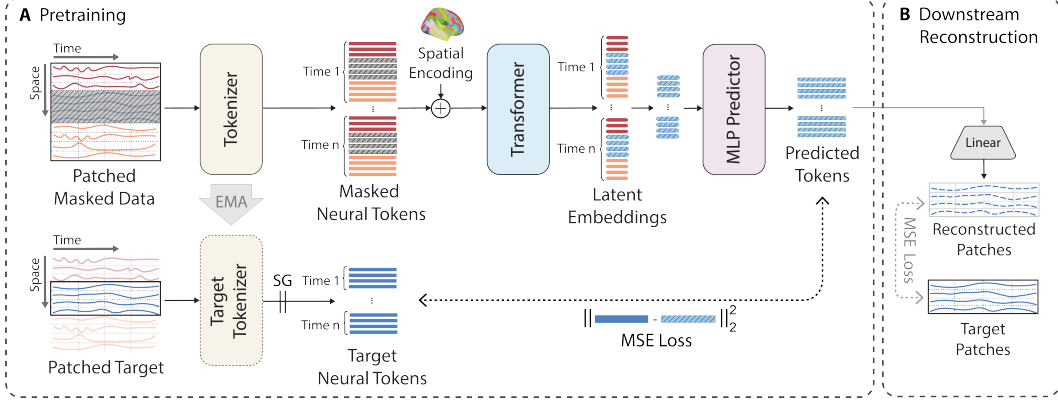 A Pretraining
Time
Space
Patched
Masked Data
Tokenizer
EMA
Time 1
Time n
Masked
Neural Tokens
Spatial
Encoding
Transformer
Time 1
Time n
Latent
Embeddings
MLP Predictor
Predicted
Tokens
Time
Space
Patched Target
Target
Tokenizer
SG
Time 1
Time n
Target
Neural Tokens
|| - ||²₂
MSE Loss
B Downstream
Reconstruction
Linear
Reconstructed
Patches
MSE Loss
Target
Patches